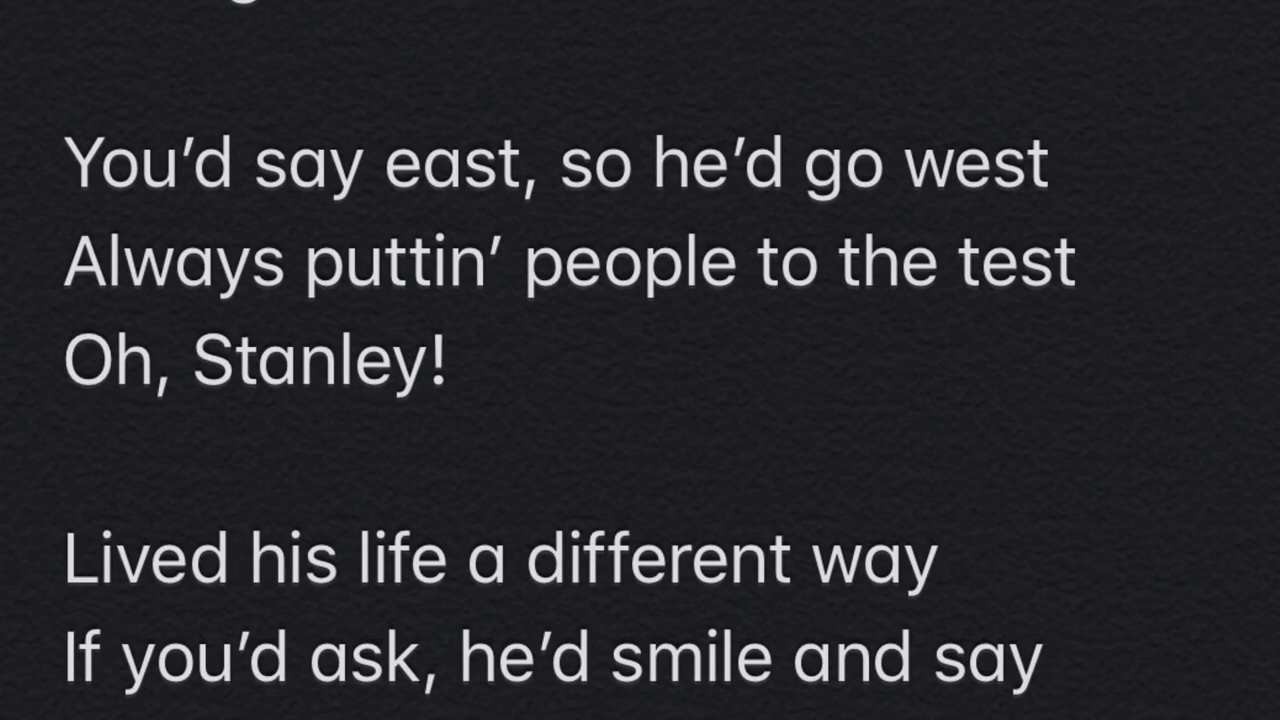 You’d say east, so he’d go west
Always puttin’ people to the test
Oh, Stanley!
Lived his life a different way
If you’d ask, he’d smile and say